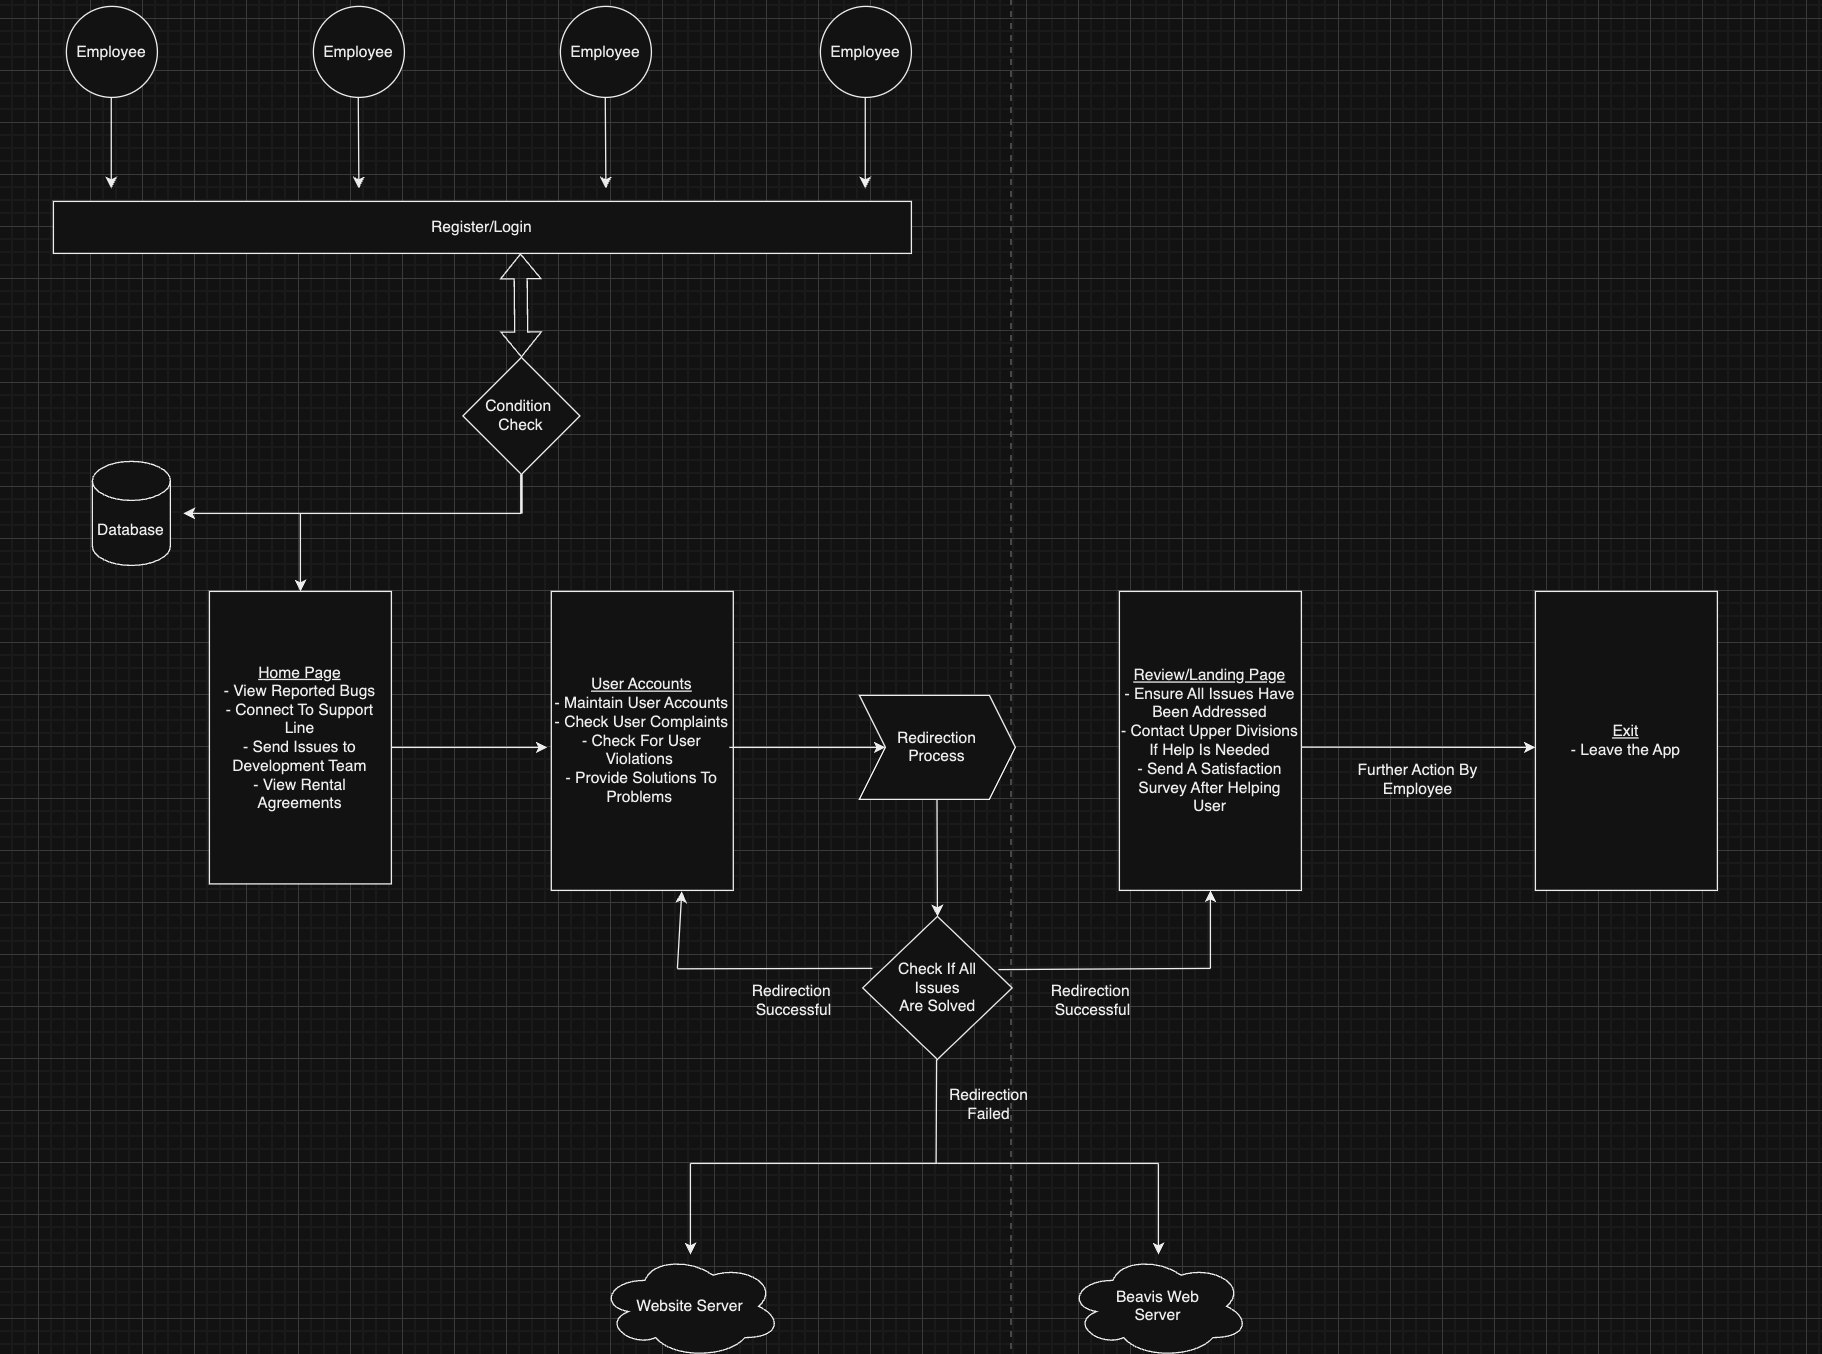 Employee
Employee
Employee
Employee
Register/Login
Condition
Check
Database
Home Page
- View Reported Bugs
- Connect To Support
Line
- Send Issues to
Development Team
- View Rental
Agreements
User Accounts
- Maintain User Accounts
- Check User Complaints
- Check For User
Violations
- Provide Solutions To
Problems
Redirection
Process
Review/Landing Page
- Ensure All Issues Have
Been Addressed
- Contact Upper Divisions
If Help Is Needed
- Send A Satisfaction
Survey After Helping
User
Further Action By
Employee
Exit
- Leave the App
Check If All
Issues
Are Solved
Redirection
Successful
Redirection
Successful
Redirection
Failed
Website Server
Beavis Web
Server